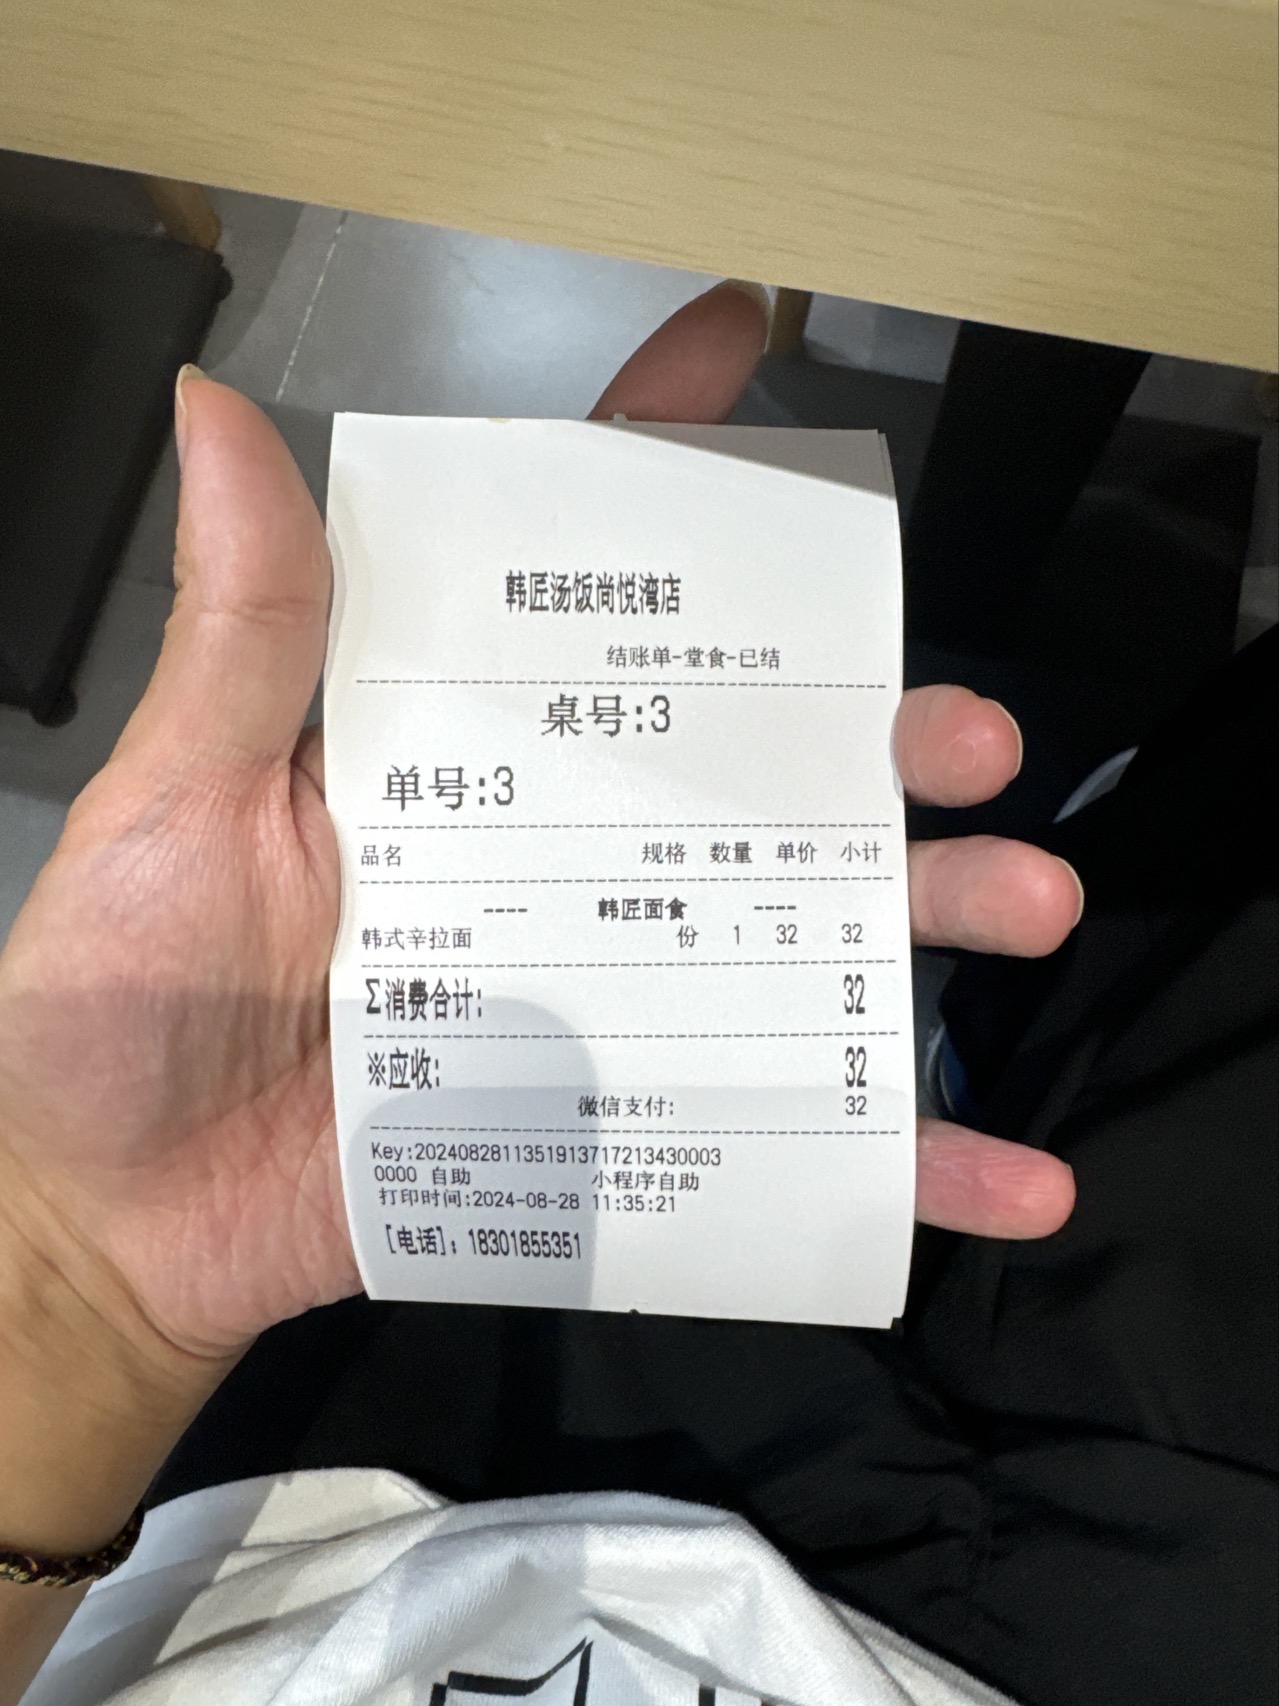 韩匠汤饭尚悦湾店
结账单-堂食-已结
桌号:3
单号:3
品名 规格 数量 单价 小计
---- 韩匠面食 ----
韩式辛拉面 份 1 32 32
Σ消费合计: 32
※应收: 32
微信支付: 32
Key:2024082811351913717213430003
0000 自助 小程序自助
打印时间:2024-08-28 11:35:21
[电话]: 18301855351